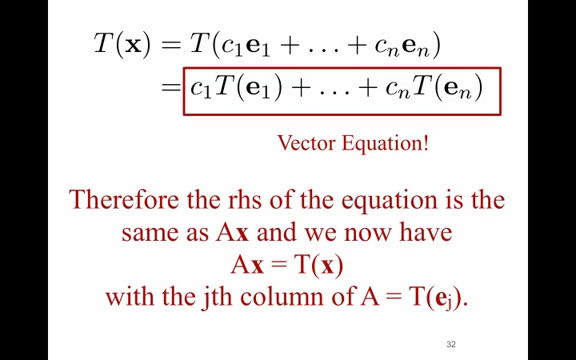 T(x) = T(c₁e₁ + . . . + cₙeₙ)
= c₁T(e₁) + . . . + cₙT(eₙ)
Vector Equation!
Therefore the rhs of the equation is the
same as Ax and we now have
Ax = T(x)
with the jth column of A = T(eⱼ).
32